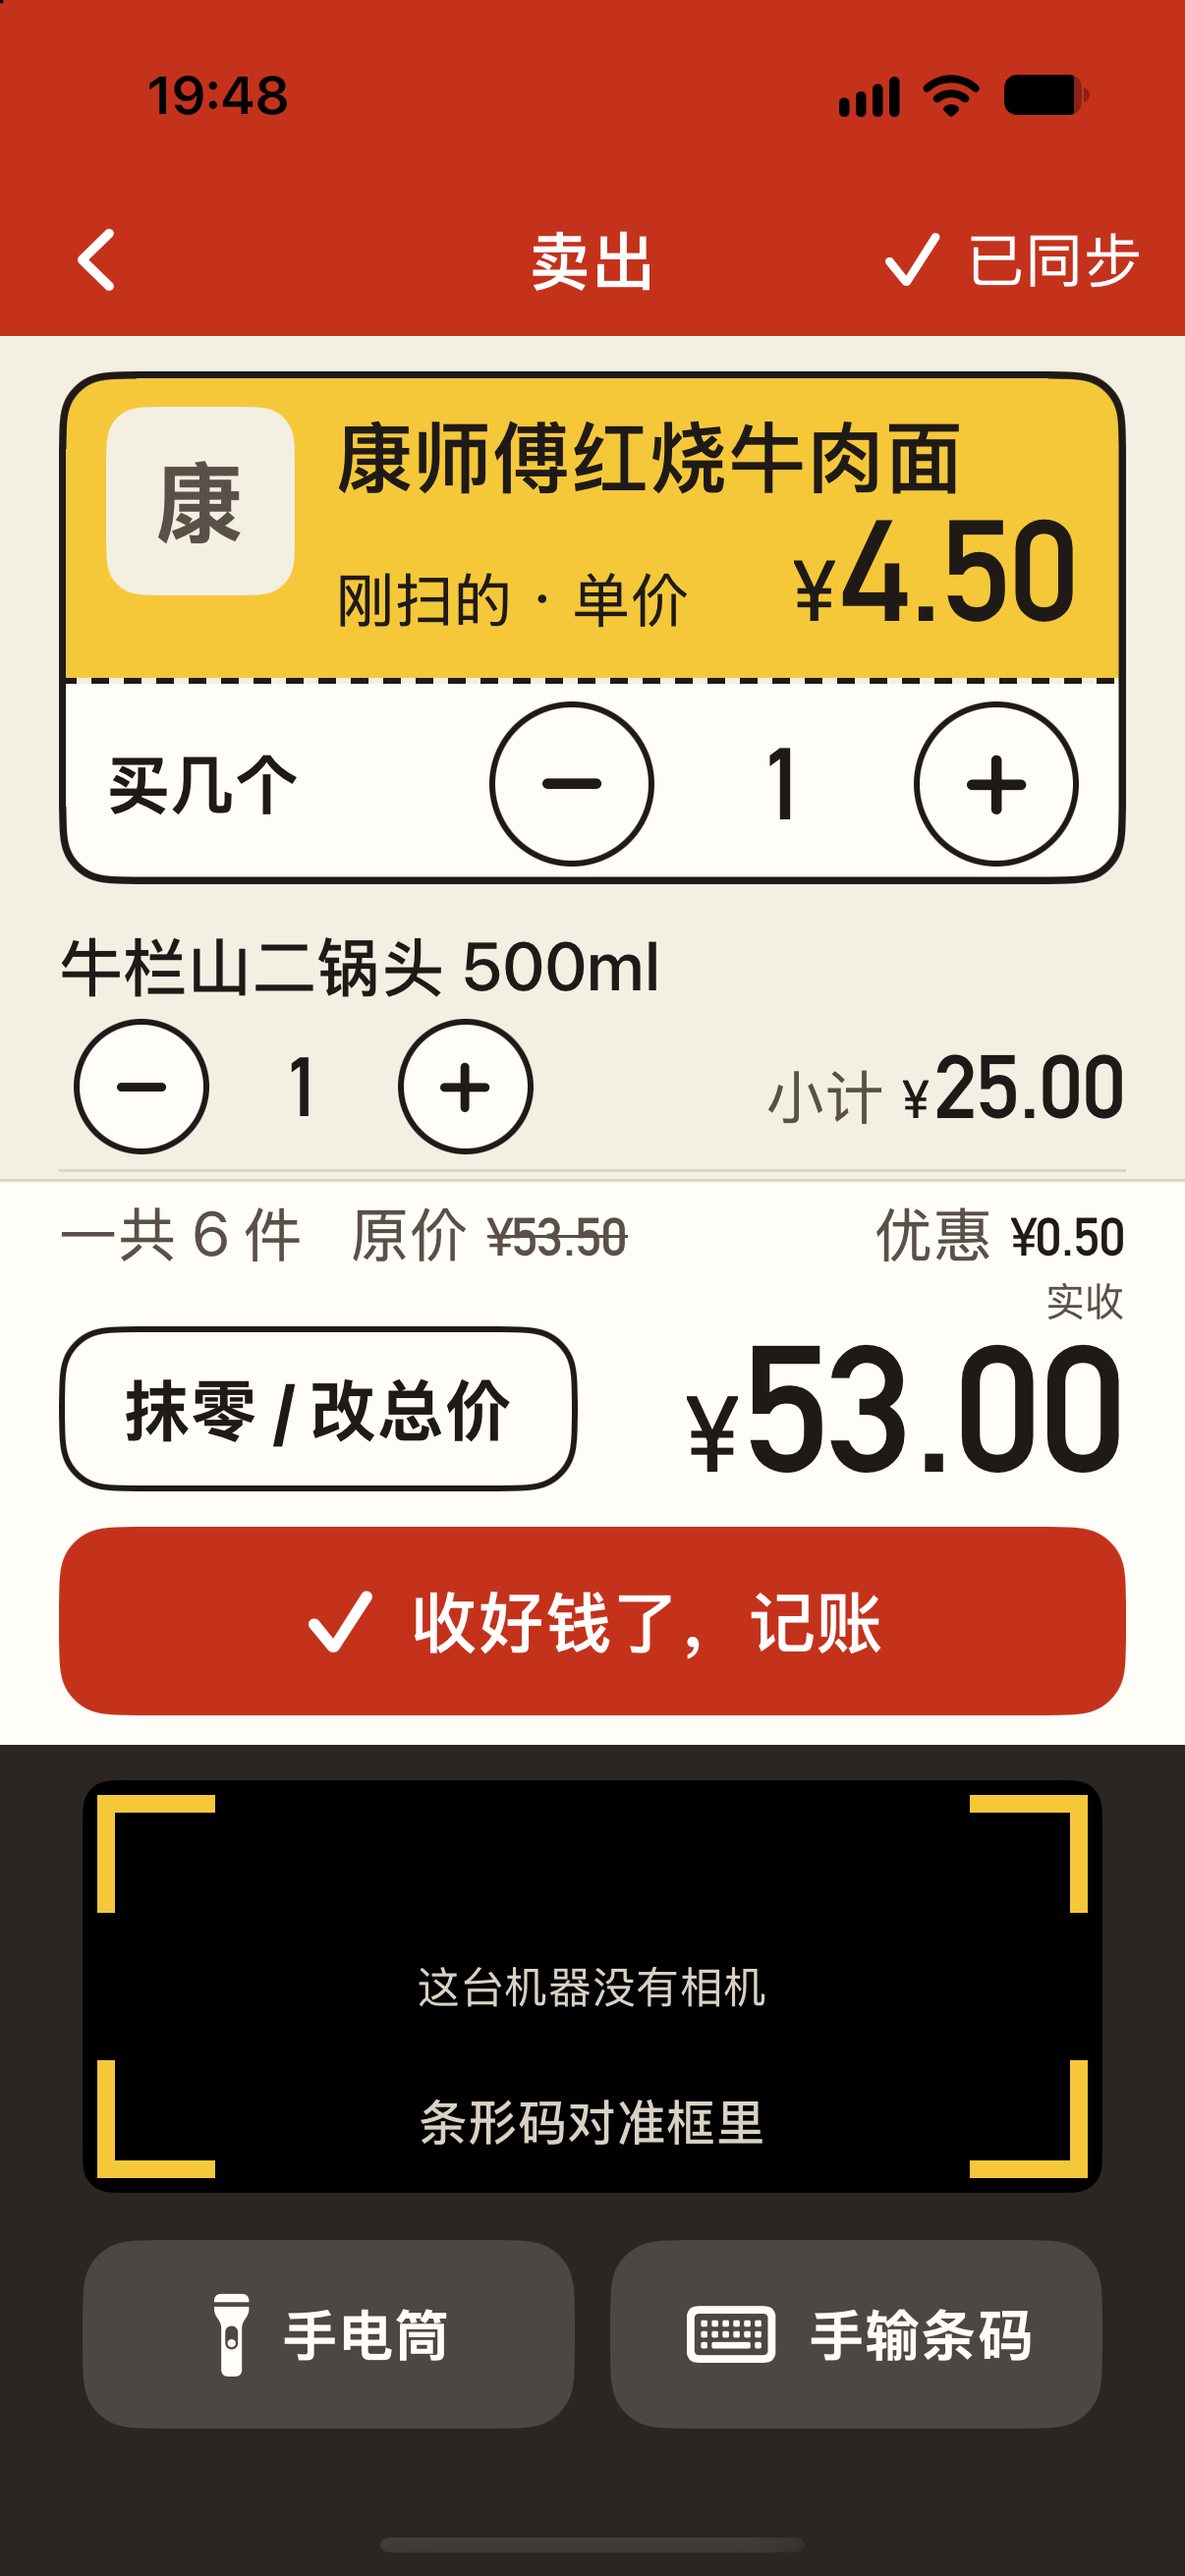 19:48
卖出
已同步
康
康师傅红烧牛肉面
刚扫的 · 单价 ¥4.50
买几个 1
牛栏山二锅头 500ml
1 小计 ¥25.00
一共 6 件 原价 ¥53.50 优惠 ¥0.50
实收
抹零 / 改总价 ¥53.00
收好钱了，记账
这台机器没有相机
条形码对准框里
手电筒 手输条码